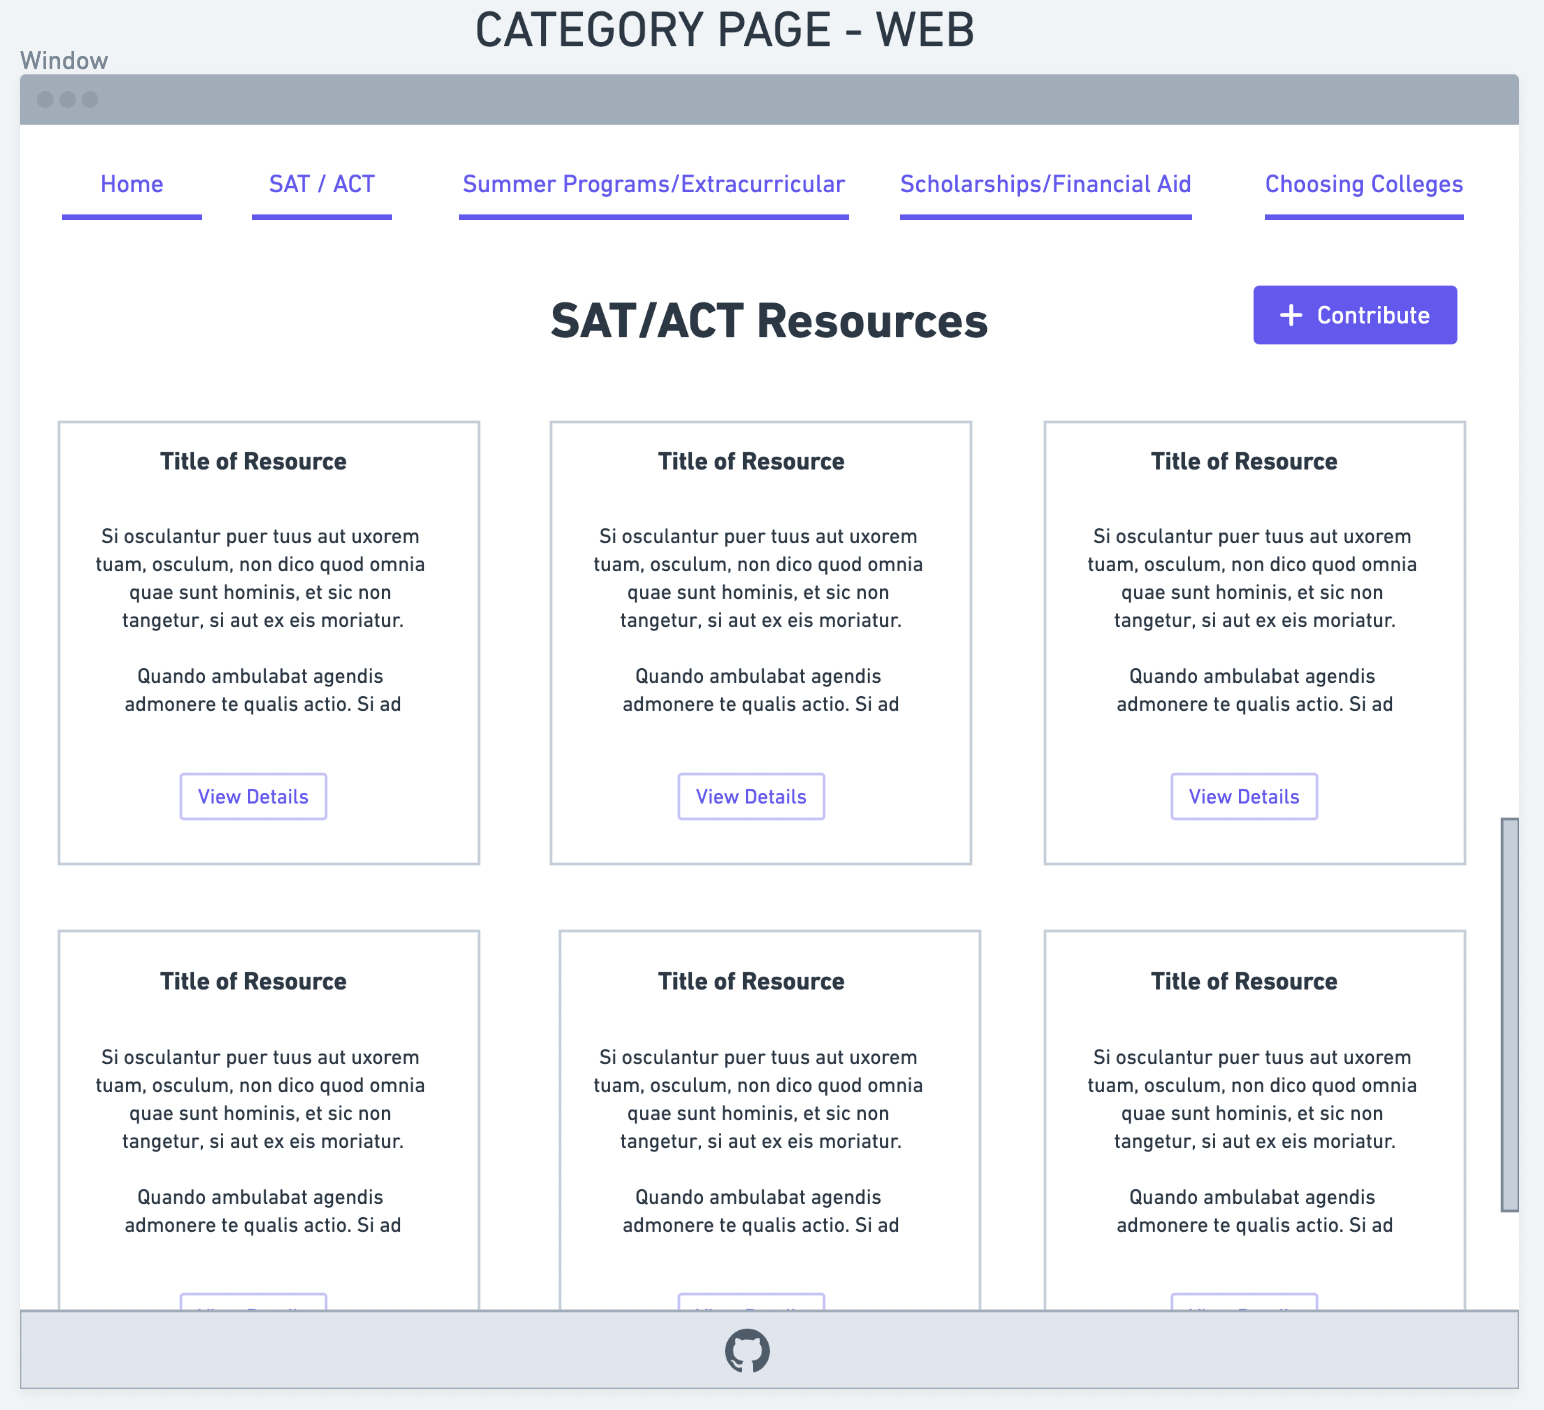 CATEGORY PAGE - WEB
Window
Home SAT / ACT Summer Programs/Extracurricular Scholarships/Financial Aid Choosing Colleges
SAT/ACT Resources
+ Contribute
Title of Resource
Si osculantur puer tuus aut uxorem
tuam, osculum, non dico quod omnia
quae sunt hominis, et sic non
tangetur, si aut ex eis moriatur.
Quando ambulabat agendis
admonere te qualis actio. Si ad
View Details
Title of Resource
Si osculantur puer tuus aut uxorem
tuam, osculum, non dico quod omnia
quae sunt hominis, et sic non
tangetur, si aut ex eis moriatur.
Quando ambulabat agendis
admonere te qualis actio. Si ad
View Details
Title of Resource
Si osculantur puer tuus aut uxorem
tuam, osculum, non dico quod omnia
quae sunt hominis, et sic non
tangetur, si aut ex eis moriatur.
Quando ambulabat agendis
admonere te qualis actio. Si ad
View Details
Title of Resource
Si osculantur puer tuus aut uxorem
tuam, osculum, non dico quod omnia
quae sunt hominis, et sic non
tangetur, si aut ex eis moriatur.
Quando ambulabat agendis
admonere te qualis actio. Si ad
Title of Resource
Si osculantur puer tuus aut uxorem
tuam, osculum, non dico quod omnia
quae sunt hominis, et sic non
tangetur, si aut ex eis moriatur.
Quando ambulabat agendis
admonere te qualis actio. Si ad
Title of Resource
Si osculantur puer tuus aut uxorem
tuam, osculum, non dico quod omnia
quae sunt hominis, et sic non
tangetur, si aut ex eis moriatur.
Quando ambulabat agendis
admonere te qualis actio. Si ad